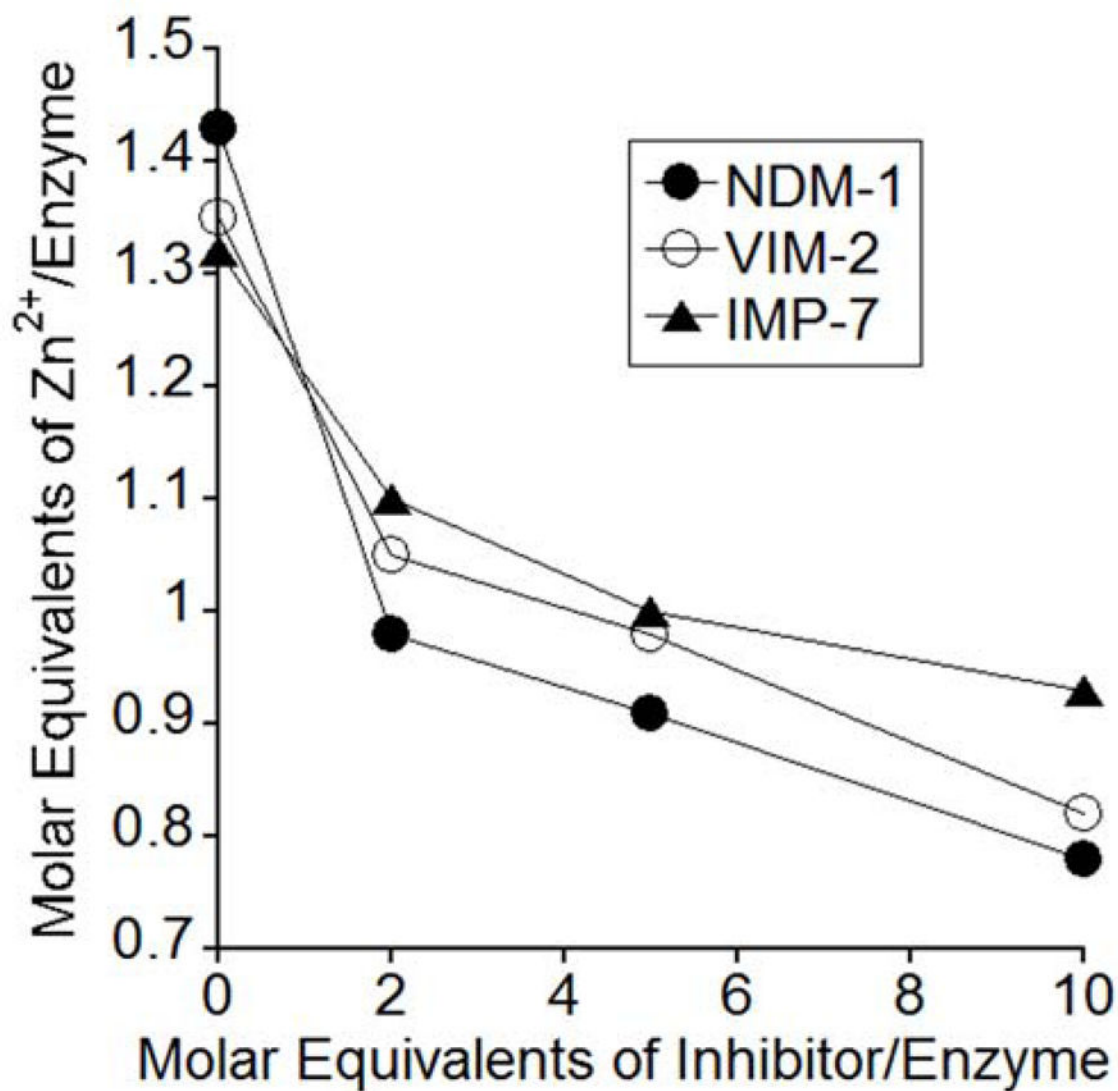 Molar Equivalents of Zn²⁺/Enzyme
1.5
1.4
1.3
1.2
1.1
1
0.9
0.8
0.7
NDM-1
VIM-2
IMP-7
0 2 4 6 8 10
Molar Equivalents of Inhibitor/Enzyme